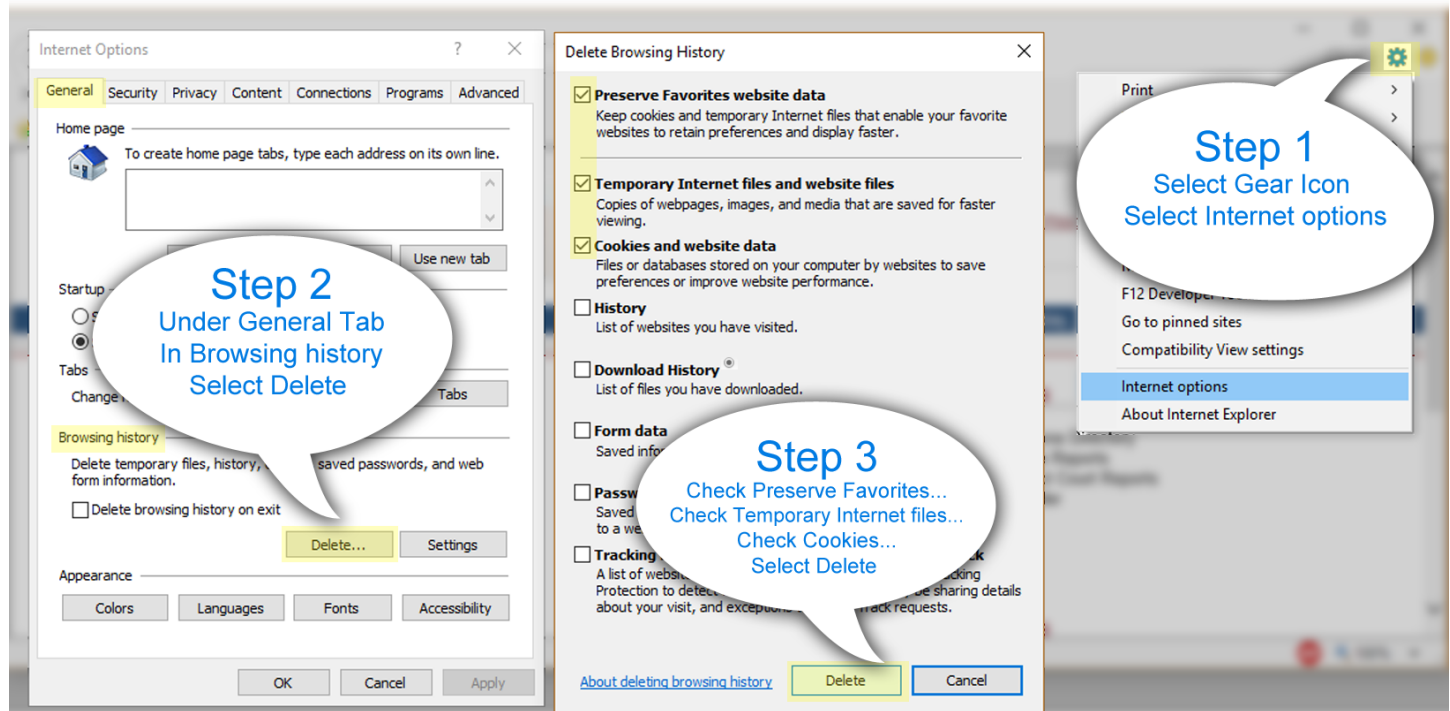 Internet Options
?
General Security Privacy Content Connections Programs Advanced
Home page
To create home page tabs, type each address on its own line.
Use new tab
Startup
Tabs
Tabs
Browsing history
Delete temporary files, history, saved passwords, and web
form information.
Delete browsing history on exit
Delete... Settings
Appearance
Colors Languages Fonts Accessibility
OK Cancel Apply
Step 2
Under General Tab
In Browsing history
Select Delete
Delete Browsing History
Preserve Favorites website data
Keep cookies and temporary Internet files that enable your favorite
websites to retain preferences and display faster.
Temporary Internet files and website files
Copies of webpages, images, and media that are saved for faster
viewing.
Cookies and website data
Files or databases stored on your computer by websites to save
preferences or improve website performance.
History
List of websites you have visited.
Download History
List of files you have downloaded.
Form data
Saved
Saved
to a
Tracking
A list of
Protection to sharing details
about your visit, and requests.
About deleting browsing history Delete Cancel
Step 3
Check Preserve Favorites...
Check Temporary Internet files...
Check Cookies...
Select Delete
Print
F12
Go to pinned sites
Compatibility View settings
Internet options
About Internet Explorer
Step 1
Select Gear Icon
Select Internet options